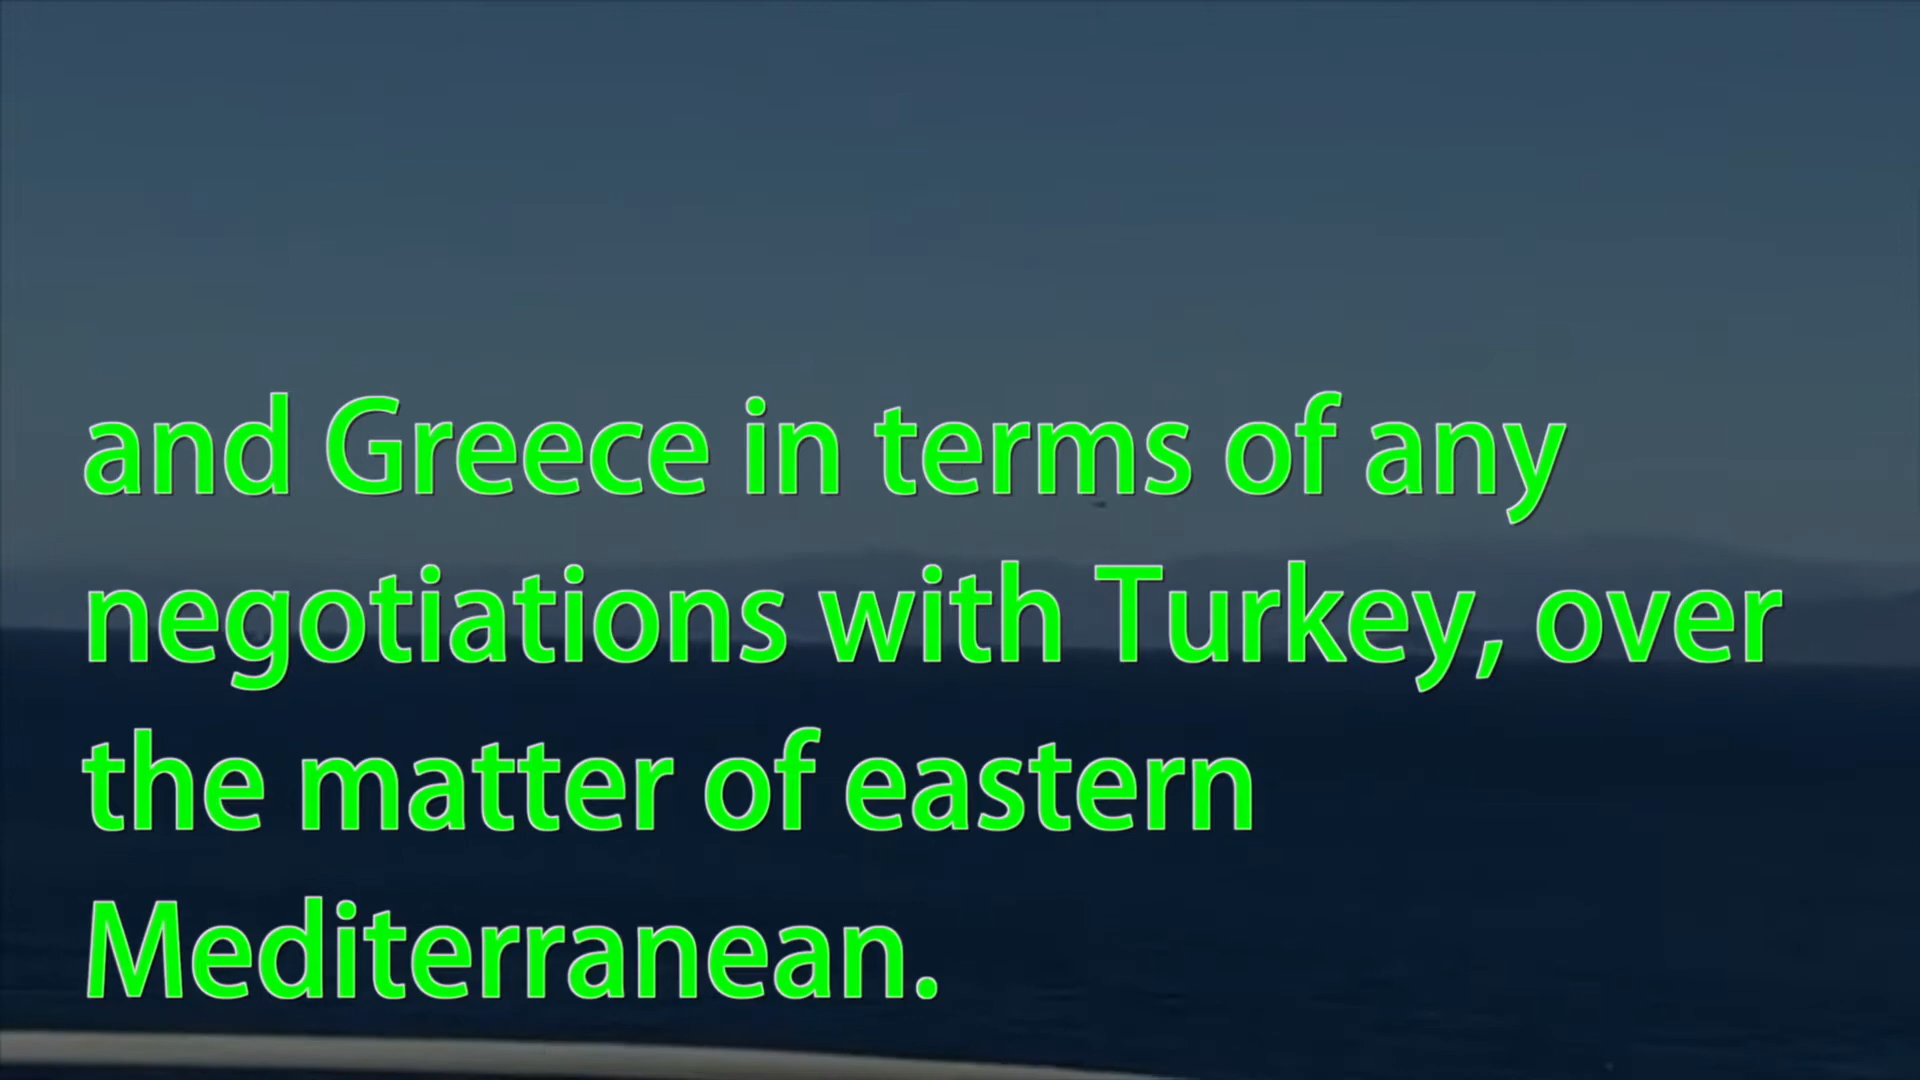 and Greece in terms of any
negotiations with Turkey, over
the matter of eastern
Mediterranean.